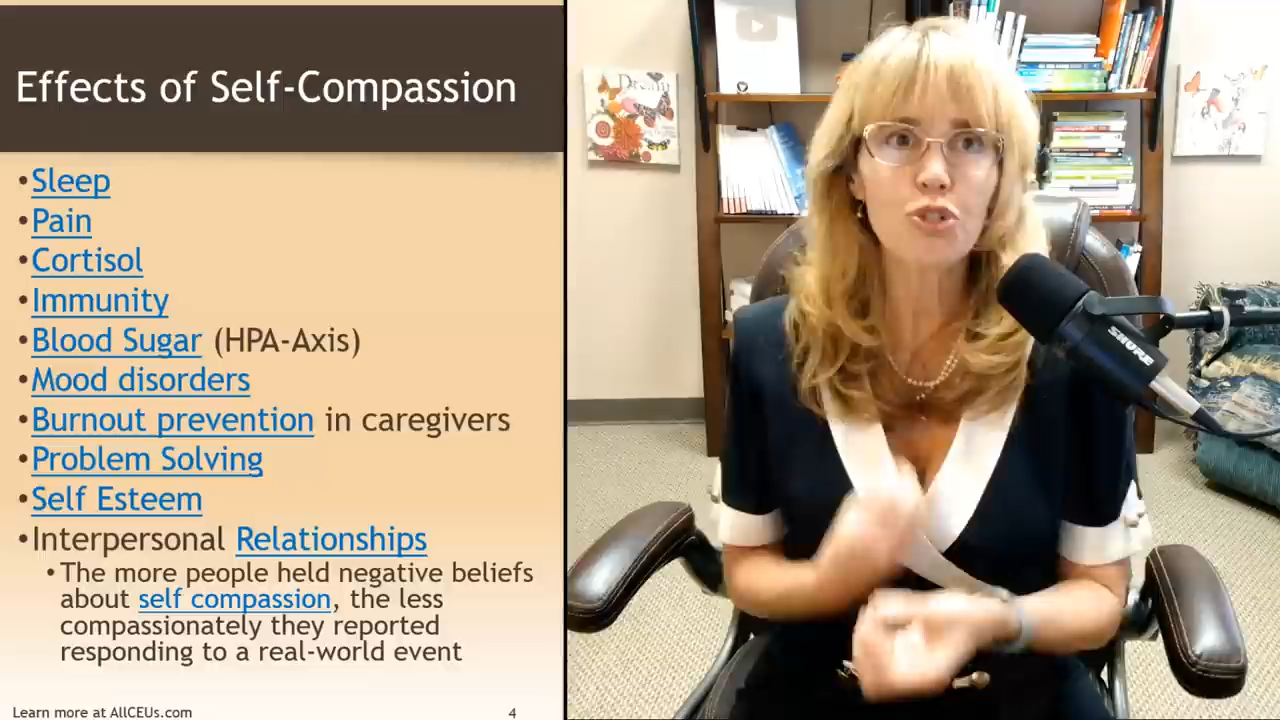 Effects of Self-Compassion
•Sleep
•Pain
•Cortisol
•Immunity
•Blood Sugar (HPA-Axis)
•Mood disorders
•Burnout prevention in caregivers
•Problem Solving
•Self Esteem
•Interpersonal Relationships
•The more people held negative beliefs
about self compassion, the less
compassionately they reported
responding to a real-world event
Learn more at AllCEUs.com
4
Dream
SHURE